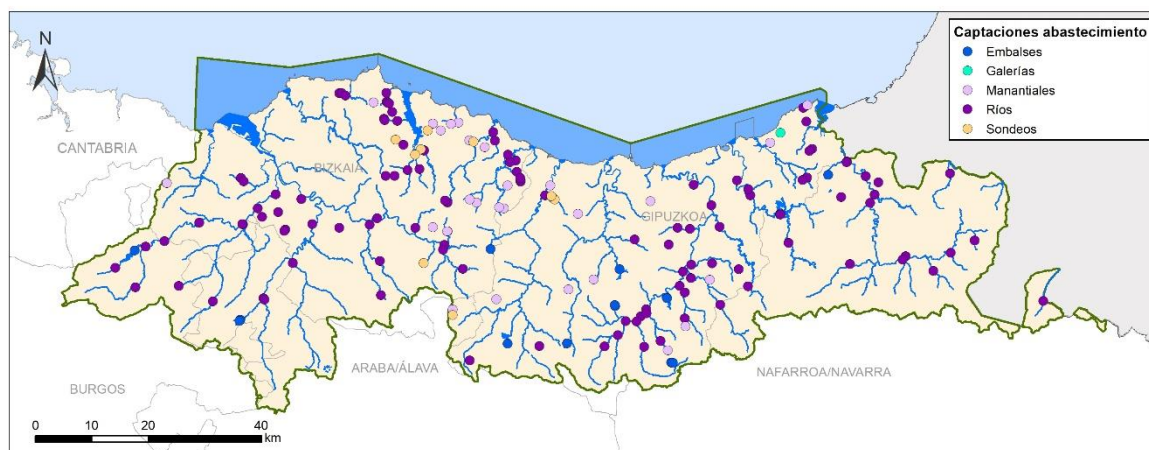 N
Captaciones abastecimiento
Embalses
Galerías
Manantiales
Ríos
Sondeos
CANTABRIA
BIZKAIA
GIPUZKOA
ARABA/ÁLAVA
NAFARROA/NAVARRA
BURGOS
0 10 20 40
km